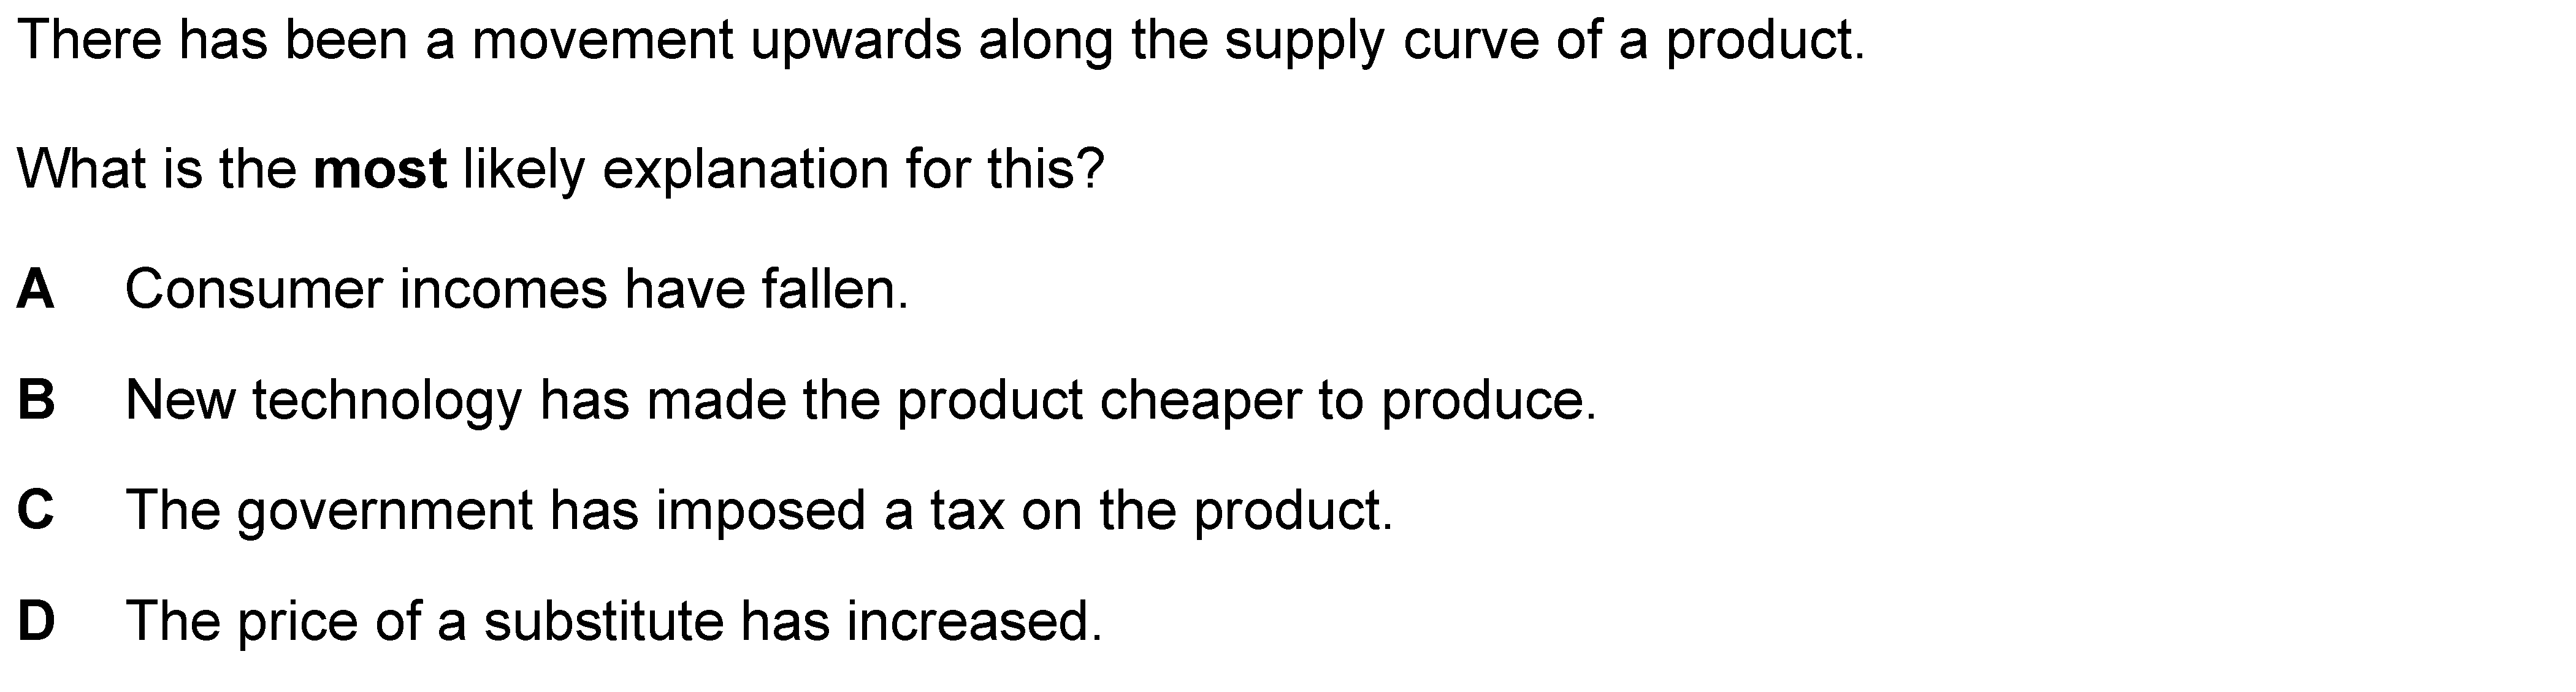 There has been a movement upwards along the supply curve of a product.
What is the most likely explanation for this?
A Consumer incomes have fallen.
B New technology has made the product cheaper to produce.
C The government has imposed a tax on the product.
D The price of a substitute has increased.